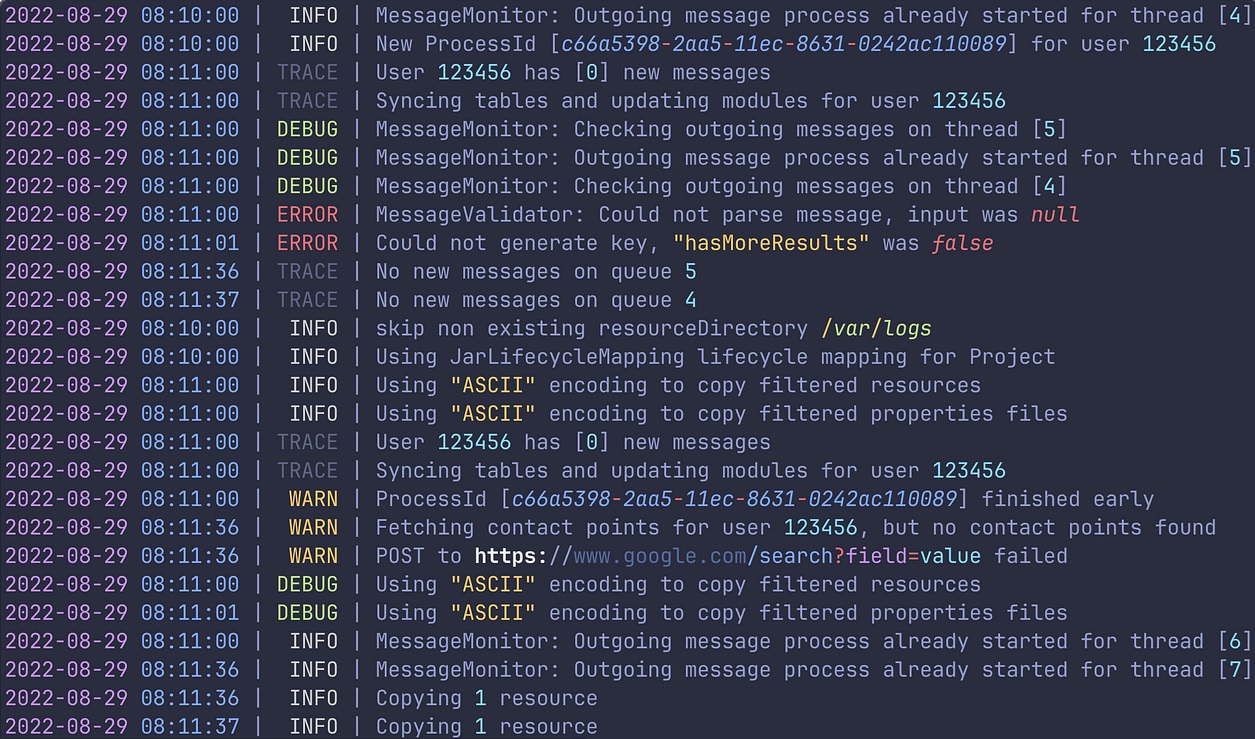 2022-08-29 08:10:00 |  INFO | MessageMonitor: Outgoing message process already started for thread [4]
2022-08-29 08:10:00 |  INFO | New ProcessId [c66a5398-2aa5-11ec-8631-0242ac110089] for user 123456
2022-08-29 08:11:00 | TRACE | User 123456 has [0] new messages
2022-08-29 08:11:00 | TRACE | Syncing tables and updating modules for user 123456
2022-08-29 08:11:00 | DEBUG | MessageMonitor: Checking outgoing messages on thread [5]
2022-08-29 08:11:00 | DEBUG | MessageMonitor: Outgoing message process already started for thread [5]
2022-08-29 08:11:00 | DEBUG | MessageMonitor: Checking outgoing messages on thread [4]
2022-08-29 08:11:00 | ERROR | MessageValidator: Could not parse message, input was null
2022-08-29 08:11:01 | ERROR | Could not generate key, "hasMoreResults" was false
2022-08-29 08:11:36 | TRACE | No new messages on queue 5
2022-08-29 08:11:37 | TRACE | No new messages on queue 4
2022-08-29 08:10:00 |  INFO | skip non existing resourceDirectory /var/logs
2022-08-29 08:10:00 |  INFO | Using JarLifecycleMapping lifecycle mapping for Project
2022-08-29 08:11:00 |  INFO | Using "ASCII" encoding to copy filtered resources
2022-08-29 08:11:00 |  INFO | Using "ASCII" encoding to copy filtered properties files
2022-08-29 08:11:00 | TRACE | User 123456 has [0] new messages
2022-08-29 08:11:00 | TRACE | Syncing tables and updating modules for user 123456
2022-08-29 08:11:00 |  WARN | ProcessId [c66a5398-2aa5-11ec-8631-0242ac110089] finished early
2022-08-29 08:11:36 |  WARN | Fetching contact points for user 123456, but no contact points found
2022-08-29 08:11:36 |  WARN | POST to https://www.google.com/search?field=value failed
2022-08-29 08:11:00 | DEBUG | Using "ASCII" encoding to copy filtered resources
2022-08-29 08:11:01 | DEBUG | Using "ASCII" encoding to copy filtered properties files
2022-08-29 08:11:00 |  INFO | MessageMonitor: Outgoing message process already started for thread [6]
2022-08-29 08:11:36 |  INFO | MessageMonitor: Outgoing message process already started for thread [7]
2022-08-29 08:11:36 |  INFO | Copying 1 resource
2022-08-29 08:11:37 |  INFO | Copying 1 resource